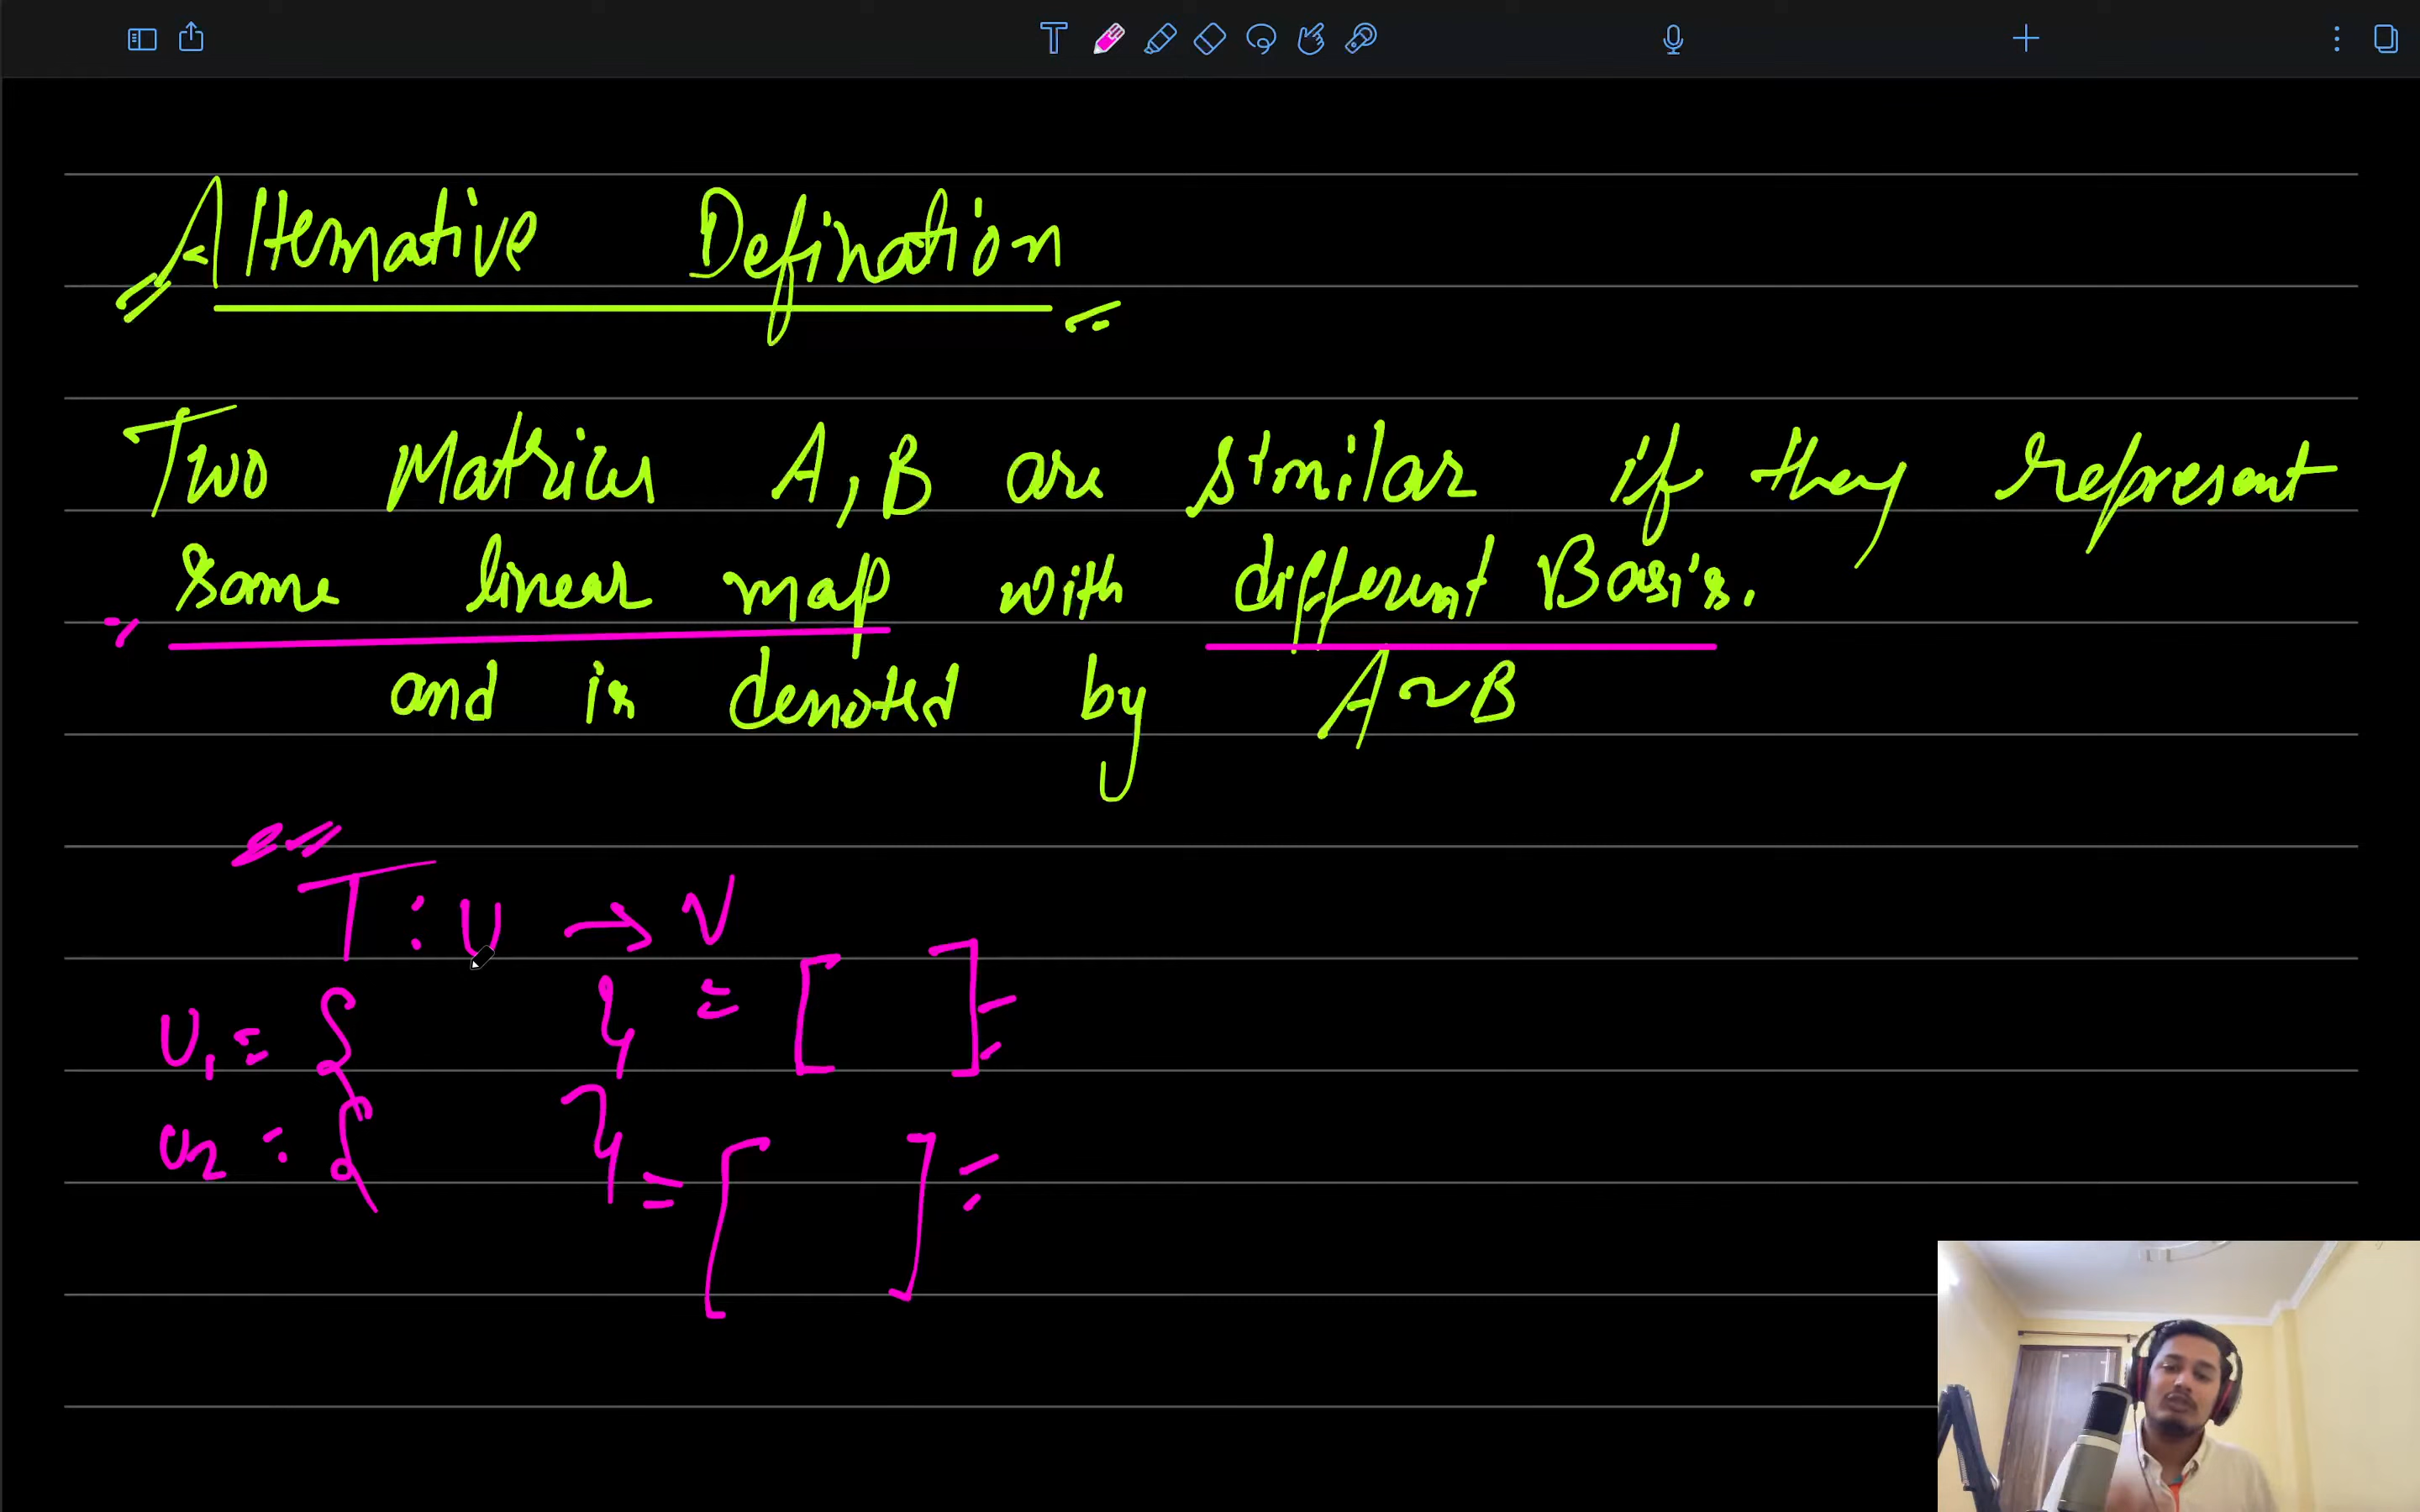 Alternative Defination
Two Matrices A, B are similar if they represent
same linear map with different Basis.
and is denoted by A ~ B
T : U → V
U₁ = { } = [ ]
U₂ : { } = [ ]